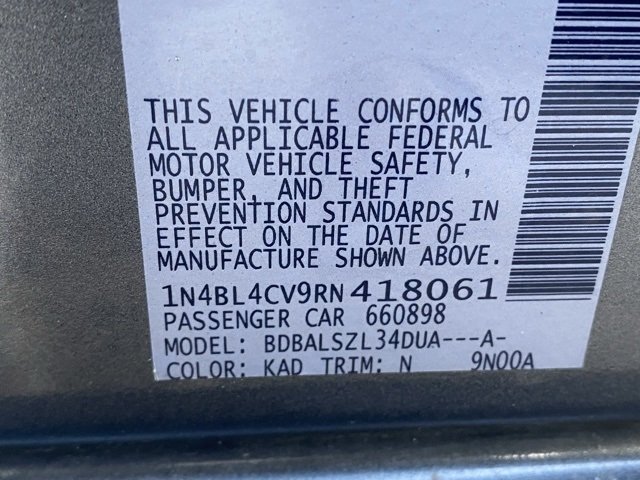 THIS VEHICLE CONFORMS TO
ALL APPLICABLE FEDERAL
MOTOR VEHICLE SAFETY,
BUMPER, AND THEFT
PREVENTION STANDARDS IN
EFFECT ON THE DATE OF
MANUFACTURE SHOWN ABOVE.
1N4BL4CV9RN418061
PASSENGER CAR 660898
MODEL: BDBALSZL34DUA---A-
COLOR: KAD TRIM: N 9N00A